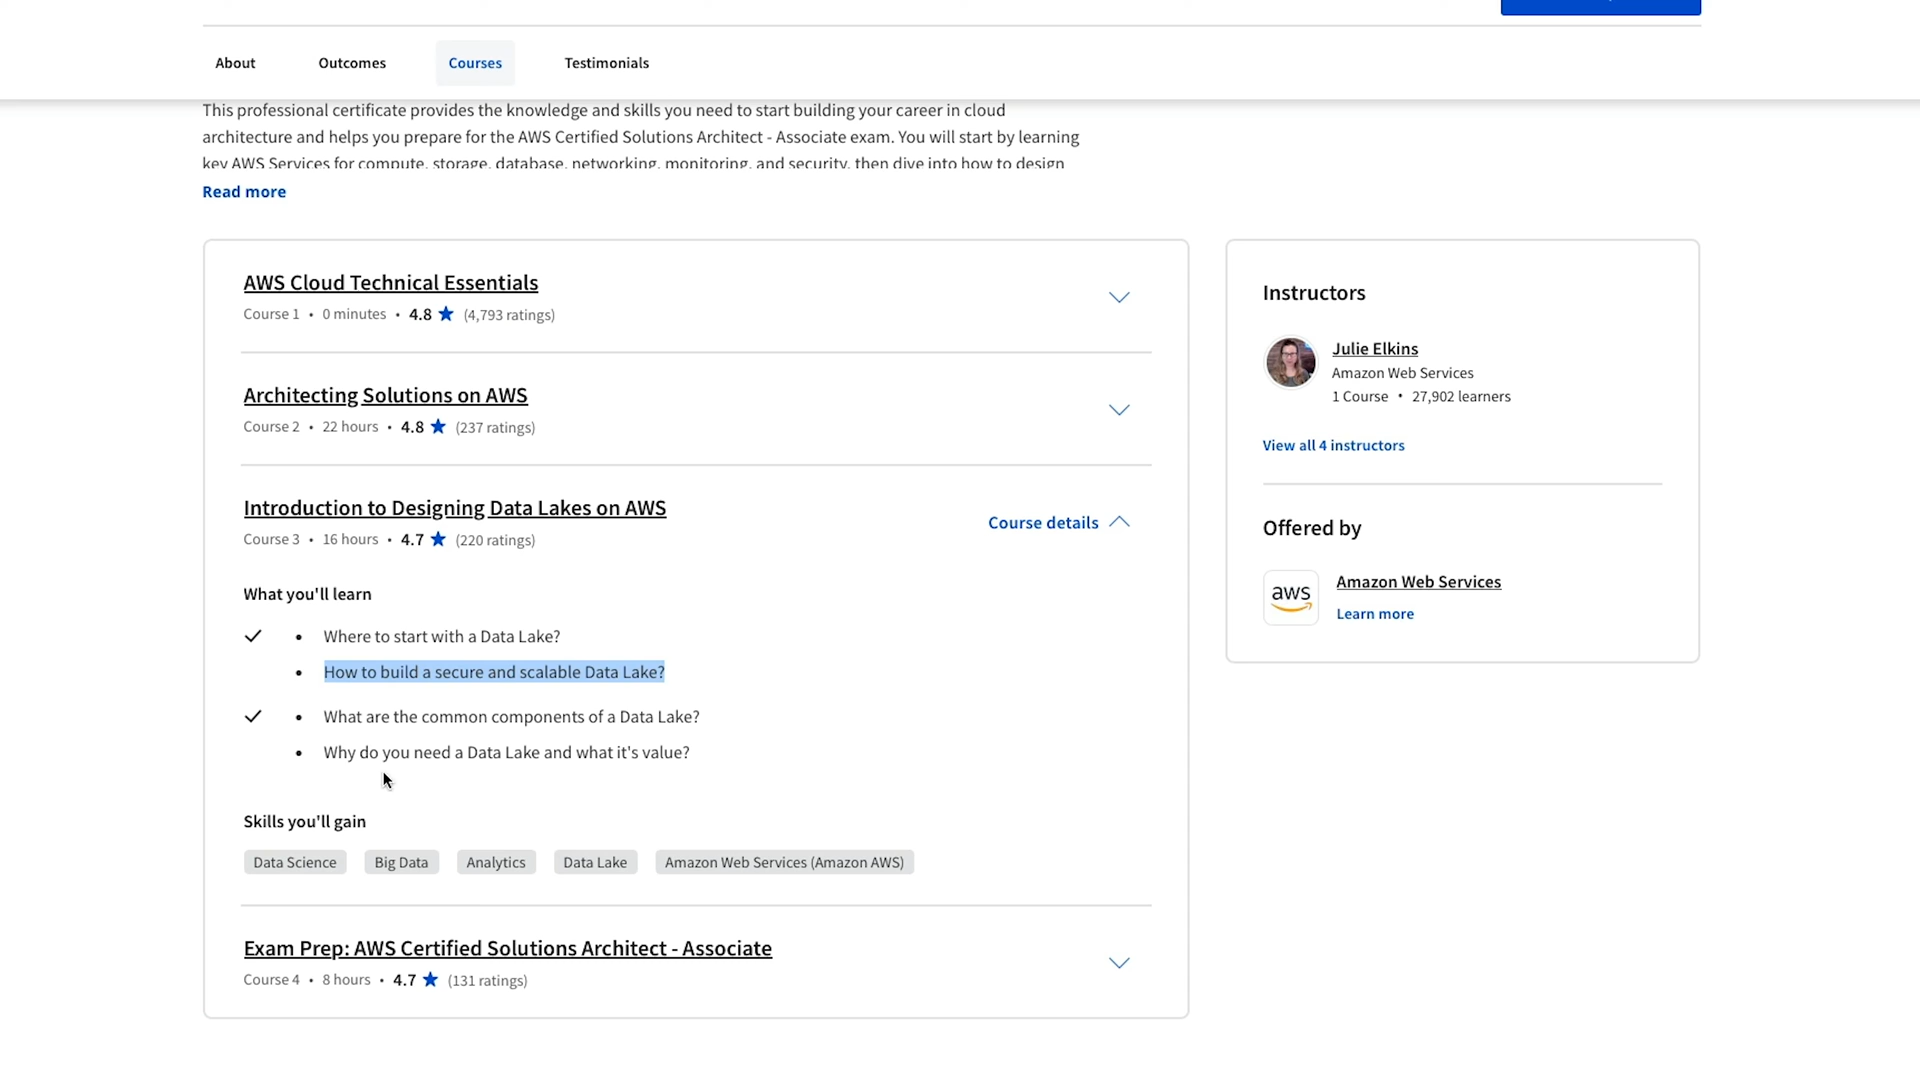 About
Outcomes
Courses
Testimonials
This professional certificate provides the knowledge and skills you need to start building your career in cloud
architecture and helps you prepare for the AWS Certified Solutions Architect - Associate exam. You will start by learning
key AWS Services for compute, storage, database, networking, monitoring, and security, then dive into how to design
Read more
AWS Cloud Technical Essentials
Course 1 • 0 minutes • 4.8 ★ (4,793 ratings)
Architecting Solutions on AWS
Course 2 • 22 hours • 4.8 ★ (237 ratings)
Introduction to Designing Data Lakes on AWS
Course 3 • 16 hours • 4.7 ★ (220 ratings)
Course details
What you'll learn
• Where to start with a Data Lake?
• How to build a secure and scalable Data Lake?
• What are the common components of a Data Lake?
• Why do you need a Data Lake and what it's value?
Skills you'll gain
Data Science
Big Data
Analytics
Data Lake
Amazon Web Services (Amazon AWS)
Exam Prep: AWS Certified Solutions Architect - Associate
Course 4 • 8 hours • 4.7 ★ (131 ratings)
Instructors
Julie Elkins
Amazon Web Services
1 Course • 27,902 learners
View all 4 instructors
Offered by
aws
Amazon Web Services
Learn more